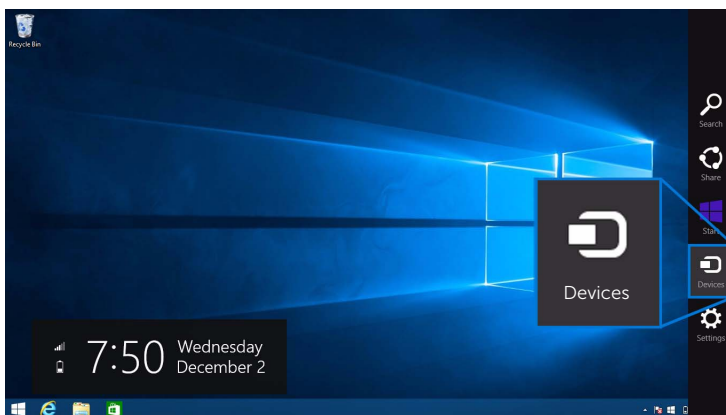 Recycle Bin
Search
Share
Start
Devices
Devices
Settings
7:50
Wednesday
December 2